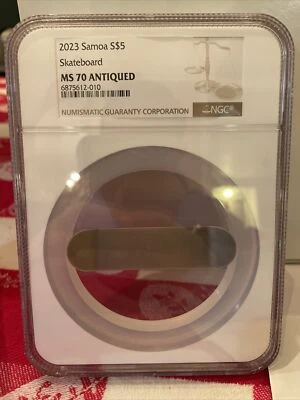 2023 Samoa S$5
Skateboard
MS 70 ANTIQUED
6875612-010
NUMISMATIC GUARANTY CORPORATION
NGC®